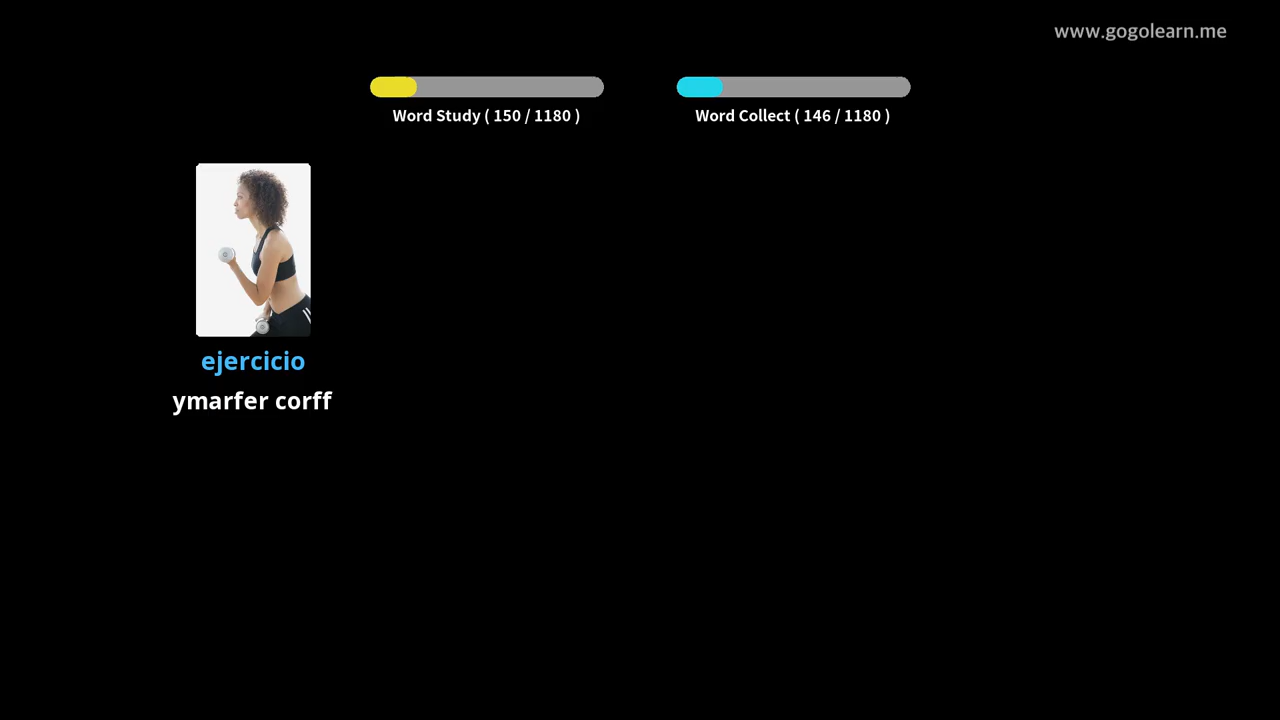 www.gogolearn.me
Word Study ( 150 / 1180 )
Word Collect ( 146 / 1180 )
ejercicio
ymarfer corff